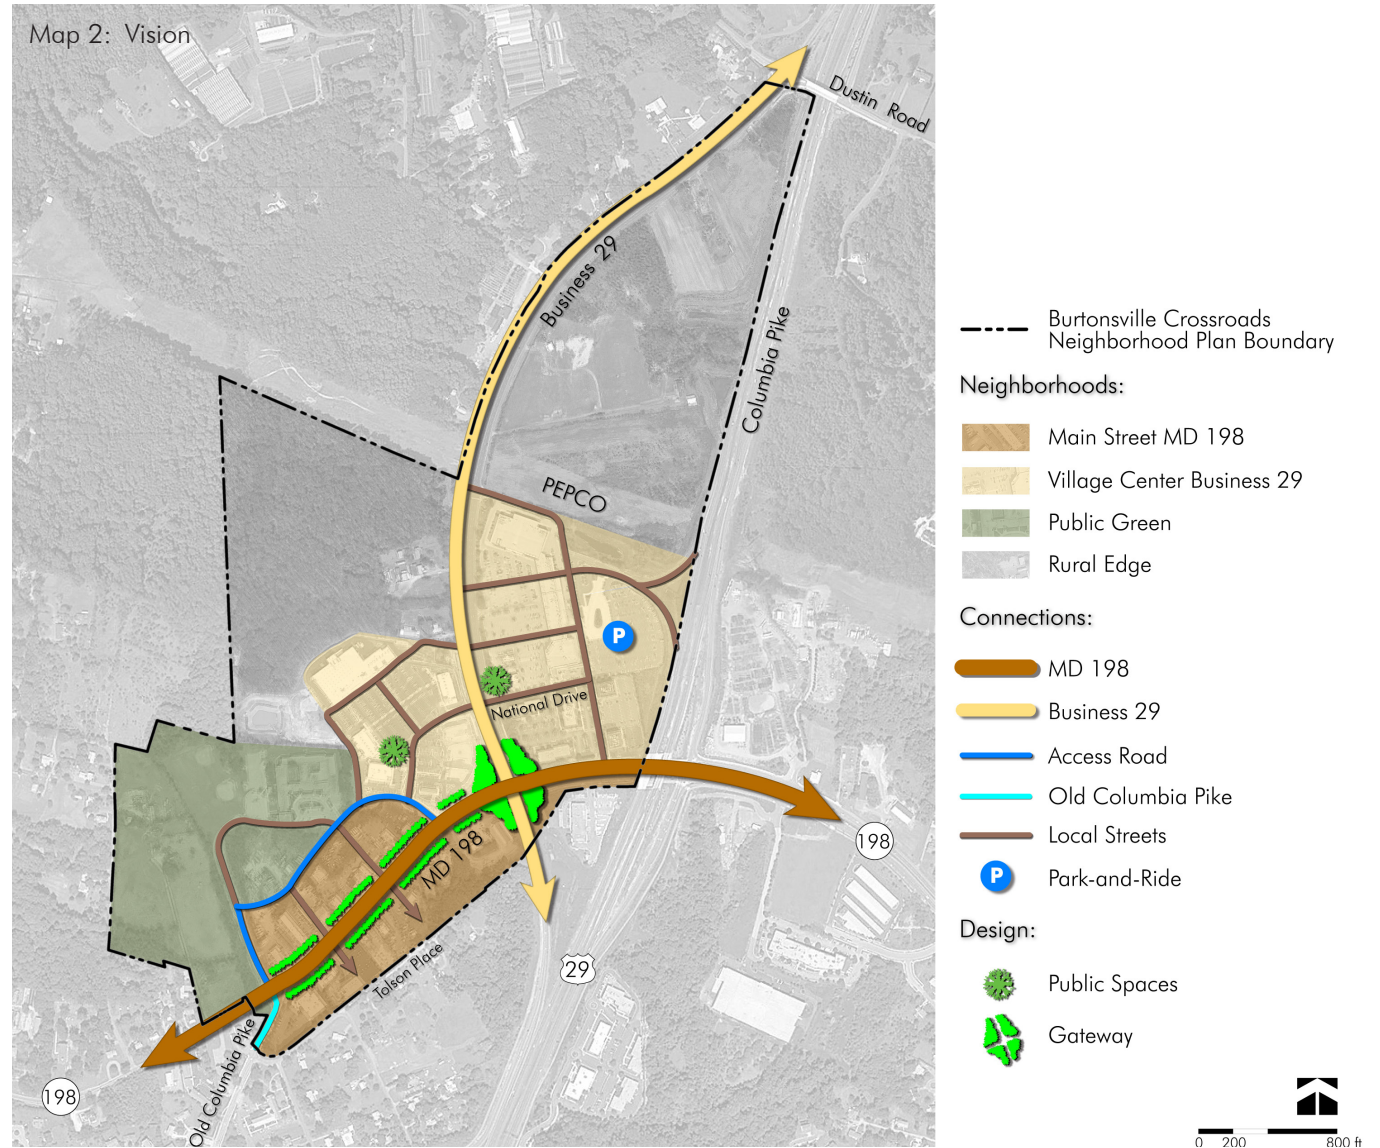 Map 2: Vision
Dustin Road
Business 29
Columbia Pike
PEPCO
P
National Drive
MD 198
198
Tolson Place
29
Old Columbia Pike
198
Burtonsville Crossroads
Neighborhood Plan Boundary
Neighborhoods:
Main Street MD 198
Village Center Business 29
Public Green
Rural Edge
Connections:
MD 198
Business 29
Access Road
Old Columbia Pike
Local Streets
P Park-and-Ride
Design:
Public Spaces
Gateway
0 200 800 ft